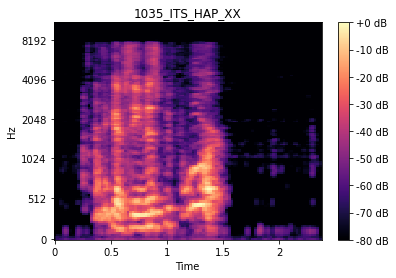 1035_ITS_HAP_XX
+0 dB
8192
-10 dB
4096
-20 dB
-30 dB
2048
-40 dB
Hz
1024
-50 dB
512
-60 dB
-70 dB
0
-80 dB
0
0.5
1
1.5
2
Time